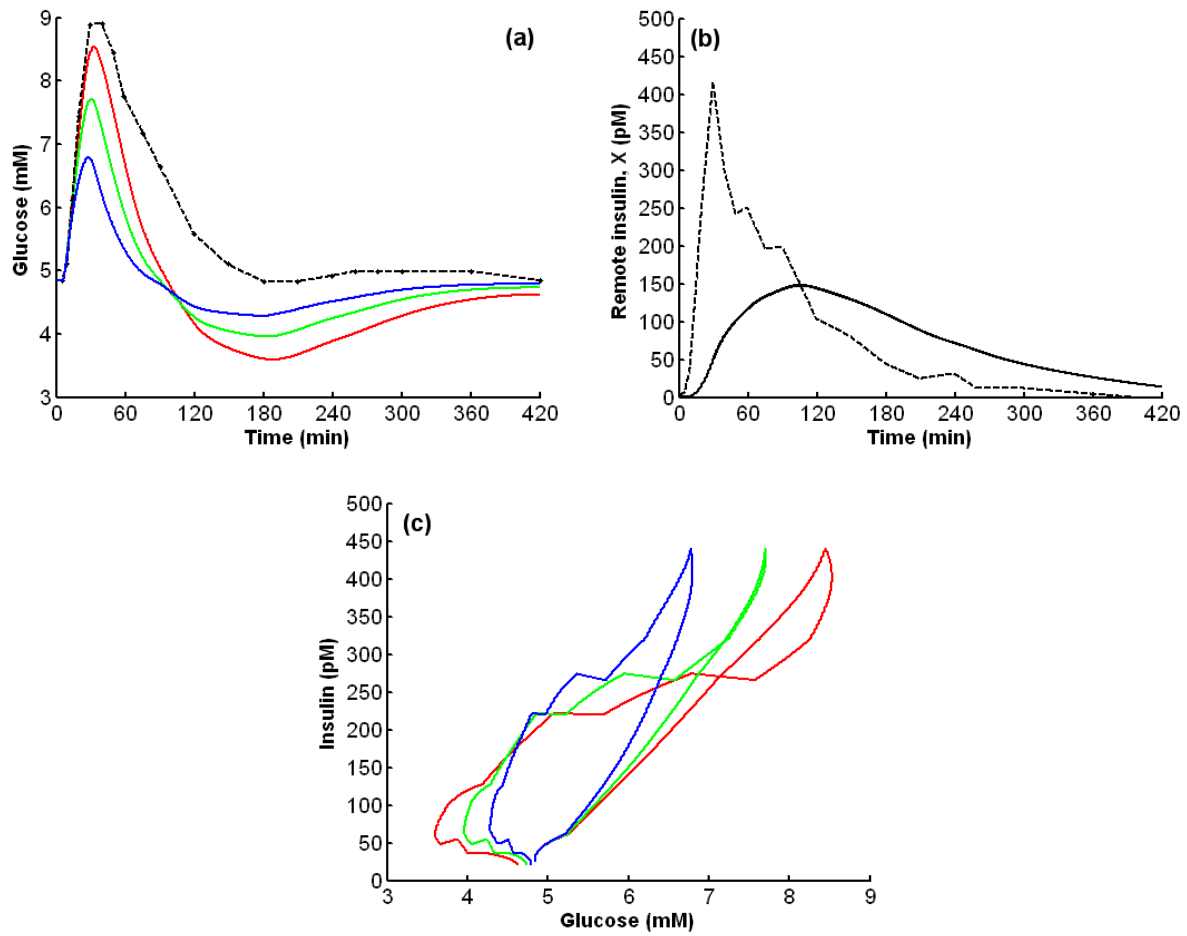 (a)
Glucose (mM)
9
8
7
6
5
4
3
0 60 120 180 240 300 360 420
Time (min)
(b)
Remote insulin, X (pM)
500
450
400
350
300
250
200
150
100
50
0
0 60 120 180 240 300 360 420
Time (min)
(c)
Insulin (pM)
500
450
400
350
300
250
200
150
100
50
0
3 4 5 6 7 8 9
Glucose (mM)